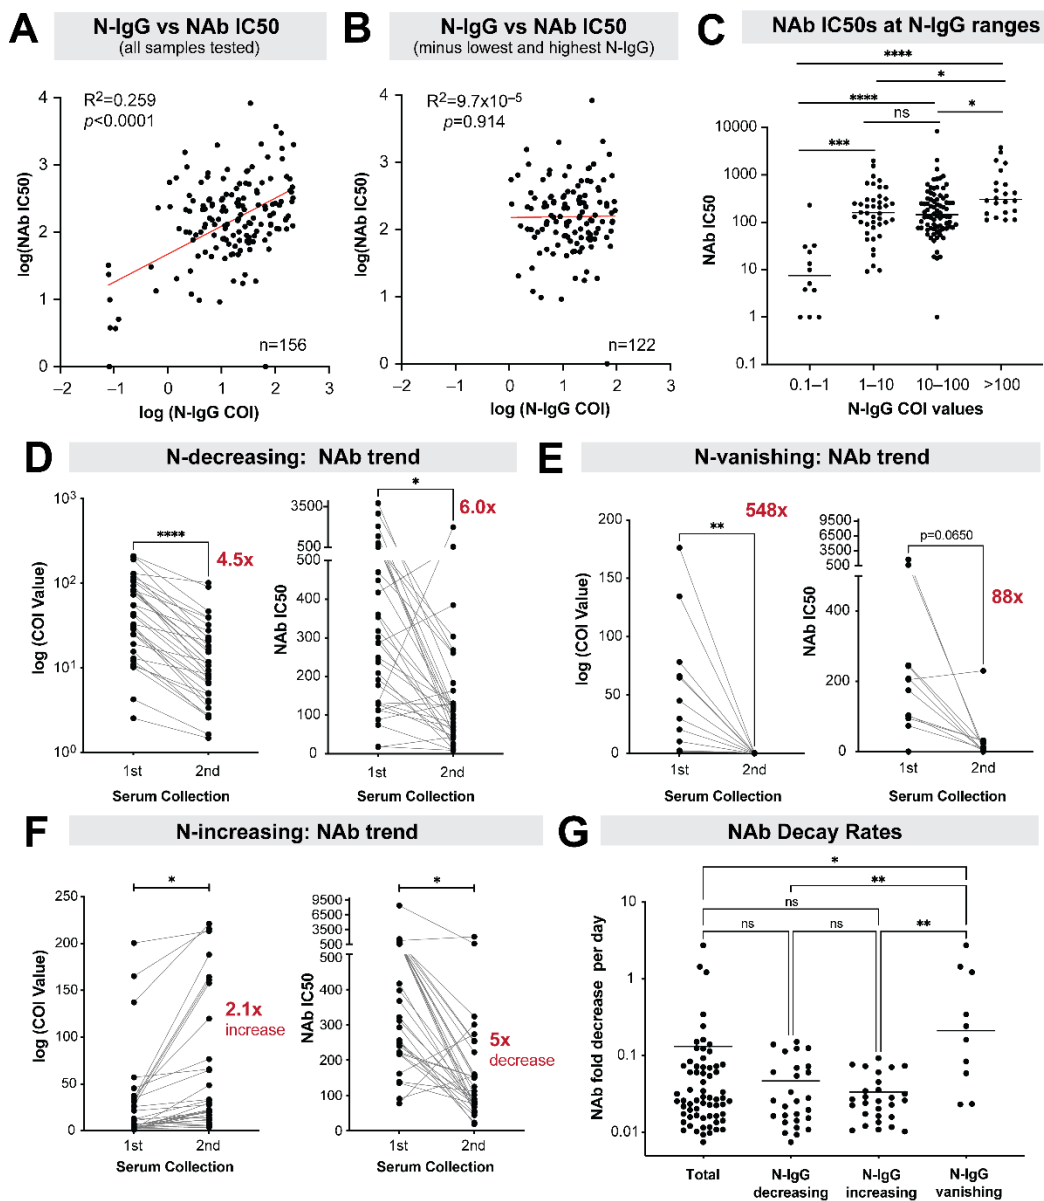 A
N-IgG vs NAb IC50
(all samples tested)
R²=0.259
p<0.0001
log(NAb IC50)
4
3
2
1
0
n=156
−2
−1
0
1
2
3
log (N-IgG COI)
B
N-IgG vs NAb IC50
(minus lowest and highest N-IgG)
R²=9.7x10⁻⁵
p=0.914
log(NAb IC50)
4
3
2
1
0
n=122
−2
−1
0
1
2
3
log (N-IgG COI)
C
NAb IC50s at N-IgG ranges
****
*
****
*
ns
***
NAb IC50
10000
1000
100
10
1
0.1
0.1−1
1−10
10−100
>100
N-IgG COI values
D
N-decreasing:  NAb trend
log (COI Value)
10³
10²
10¹
10⁰
****
4.5x
1st
2nd
Serum Collection
NAb IC50
3500
500
500
400
300
200
100
0
*
6.0x
1st
2nd
Serum Collection
E
N-vanishing: NAb trend
log (COI Value)
200
150
100
50
0
**
548x
1st
2nd
Serum Collection
NAb IC50
9500
6500
3500
500
400
200
0
p=0.0650
88x
1st
2nd
Serum Collection
F
N-increasing: NAb trend
log (COI Value)
250
200
150
100
50
0
*
2.1x
increase
1st
2nd
Serum Collection
NAb IC50
9500
6500
3500
500
500
400
300
200
100
0
*
5x
decrease
1st
2nd
Serum Collection
G
NAb Decay Rates
*
**
ns
ns
ns
**
NAb fold decrease  per day
10
1
0.1
0.01
Total
N-IgG
decreasing
N-IgG
increasing
N-IgG
vanishing